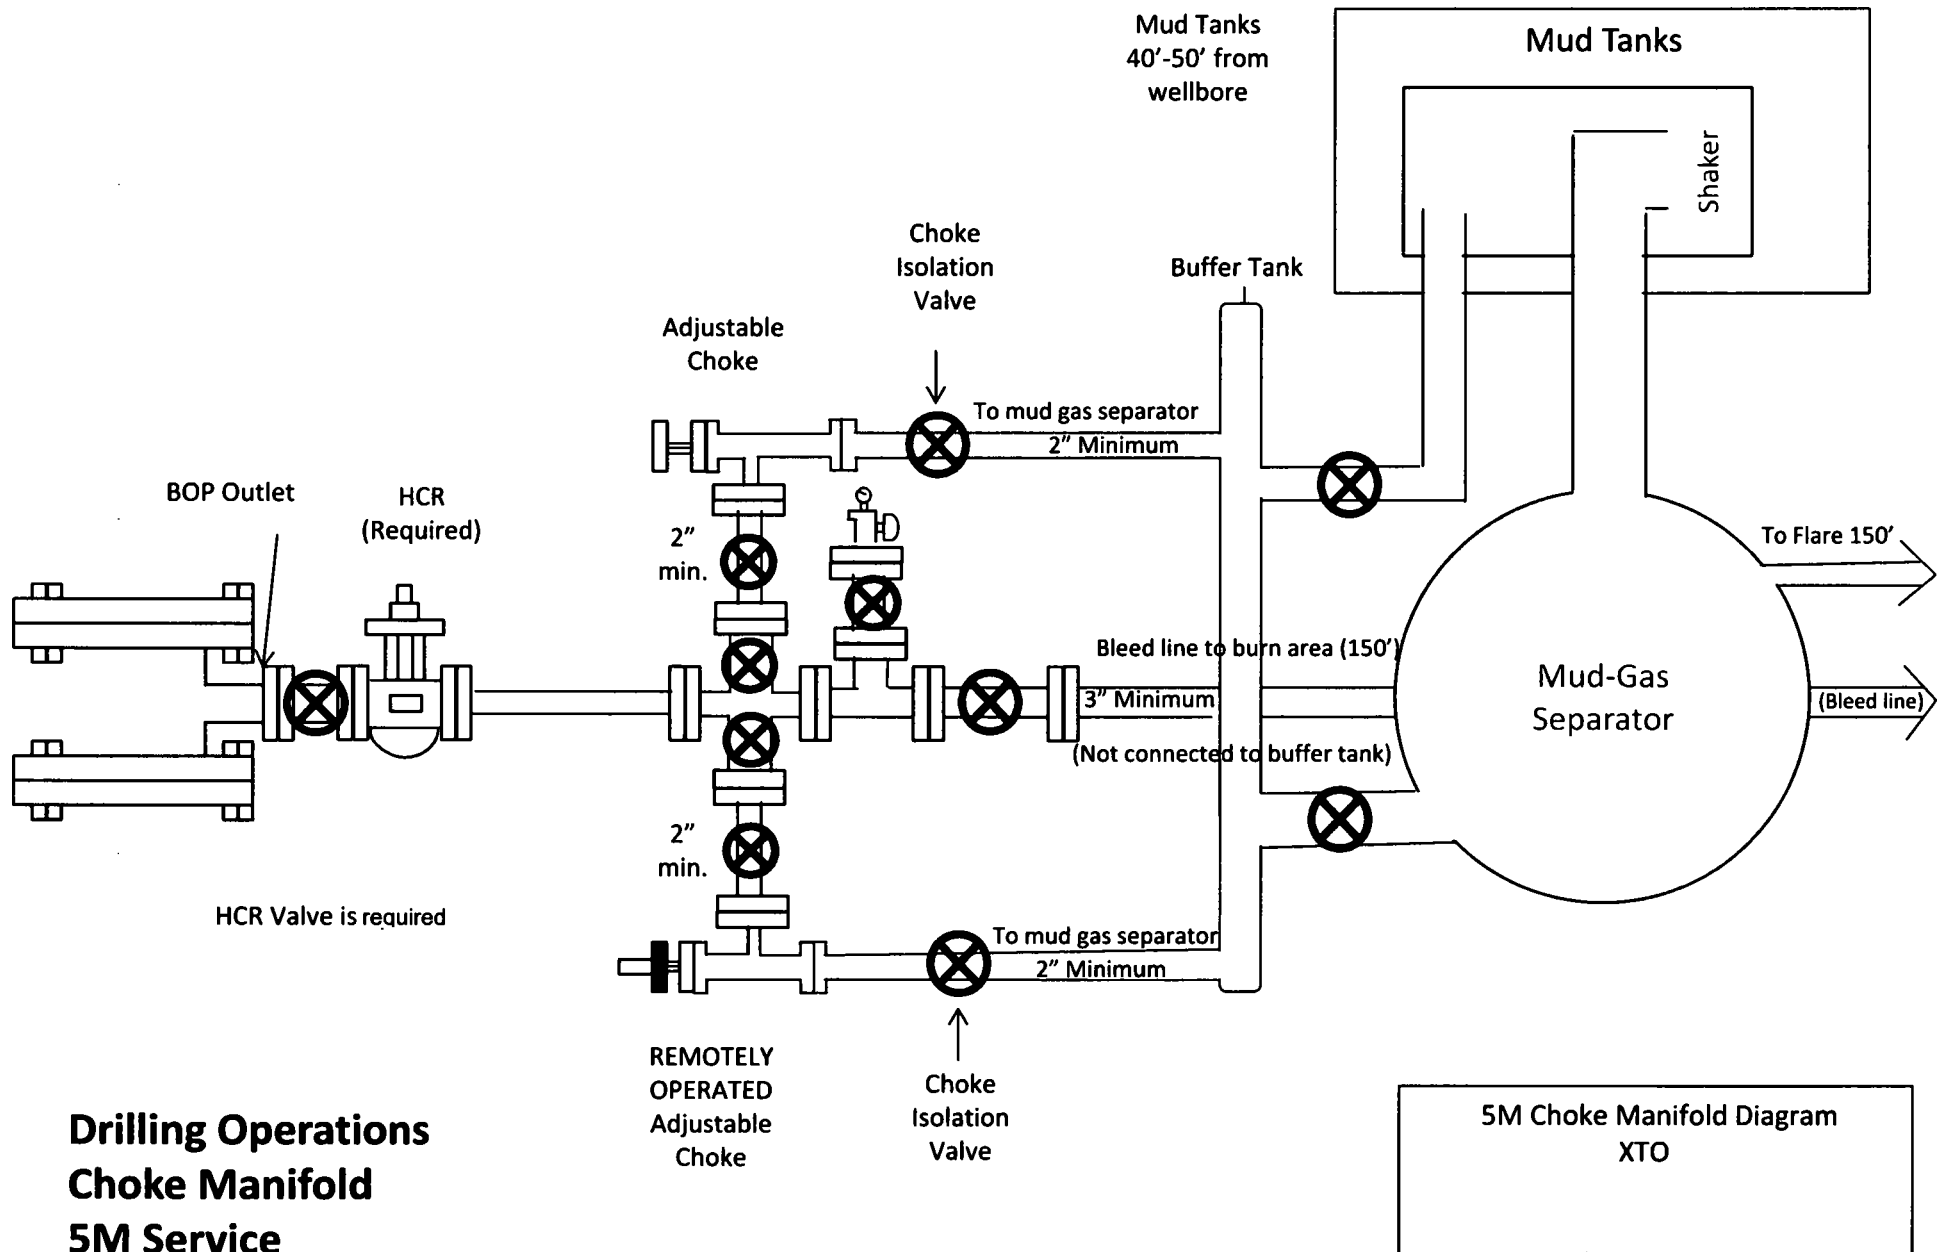 Mud Tanks
40'-50' from
wellbore
Mud Tanks
Shaker
Choke
Isolation
Valve
Buffer Tank
Adjustable
Choke
To mud gas separator
2" Minimum
BOP Outlet
HCR
(Required)
2"
min.
To Flare 150'
Bleed line to burn area (150')
3" Minimum
(Not connected to buffer tank)
Mud-Gas
Separator
(Bleed line)
2"
min.
HCR Valve is required
To mud gas separator
2" Minimum
REMOTELY
OPERATED
Adjustable
Choke
Choke
Isolation
Valve
Drilling Operations
Choke Manifold
5M Service
5M Choke Manifold Diagram
XTO